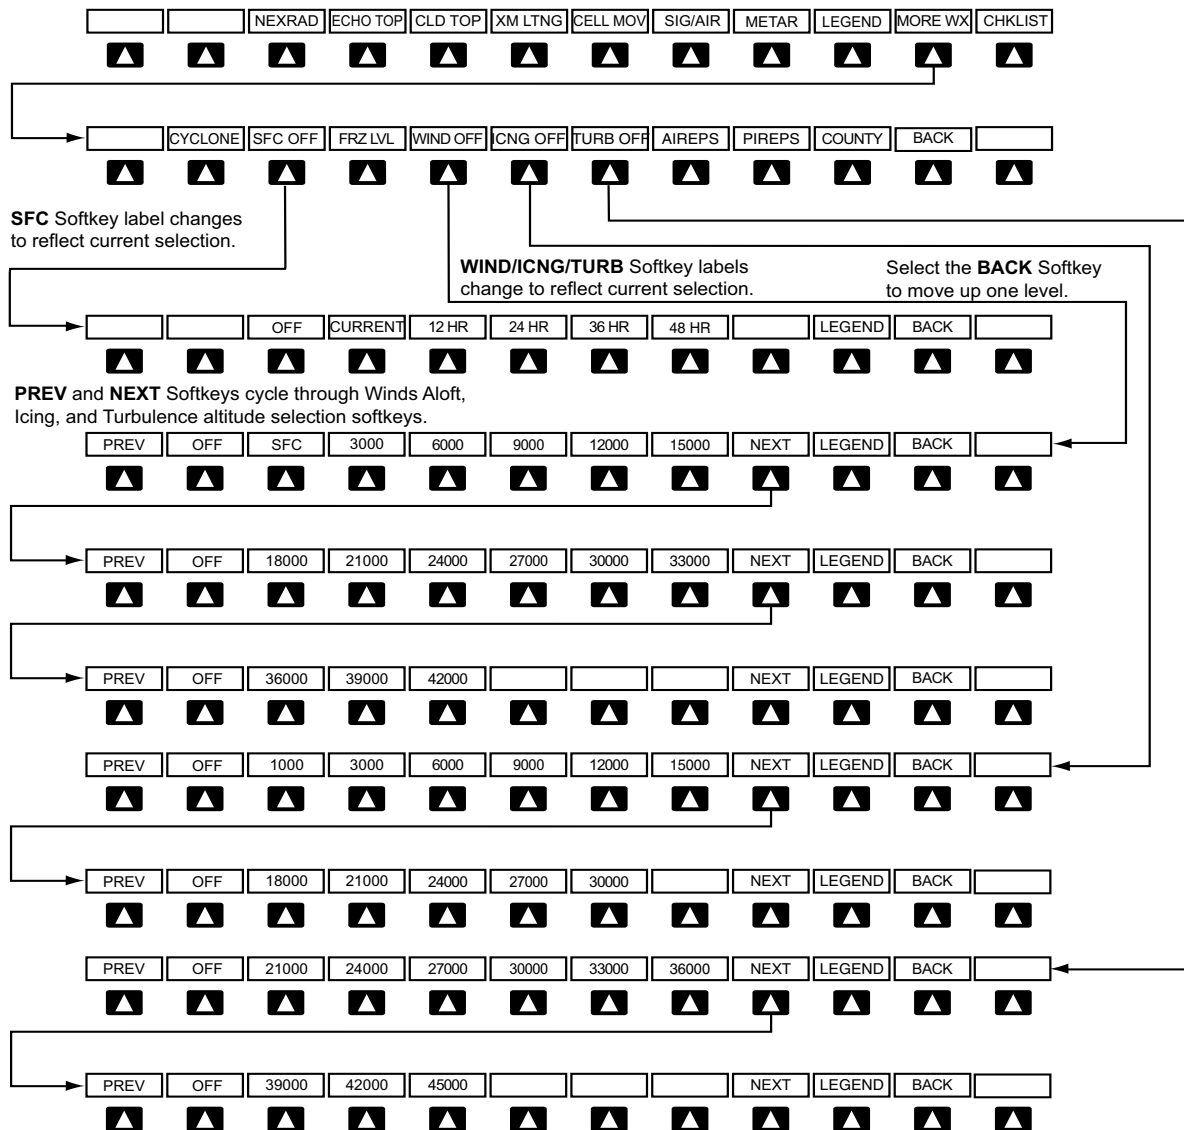 NEXRAD ECHO TOP CLD TOP XM LTNG CELL MOV SIG/AIR METAR LEGEND MORE WX CHKLIST
CYCLONE SFC OFF FRZ LVL WIND OFF ICNG OFF TURB OFF AIREPS PIREPS COUNTY BACK
SFC Softkey label changes
to reflect current selection.
WIND/ICNG/TURB Softkey labels
change to reflect current selection.
Select the BACK Softkey
to move up one level.
OFF CURRENT 12 HR 24 HR 36 HR 48 HR LEGEND BACK
PREV and NEXT Softkeys cycle through Winds Aloft,
Icing, and Turbulence altitude selection softkeys.
PREV OFF SFC 3000 6000 9000 12000 15000 NEXT LEGEND BACK
PREV OFF 18000 21000 24000 27000 30000 33000 NEXT LEGEND BACK
PREV OFF 36000 39000 42000 NEXT LEGEND BACK
PREV OFF 1000 3000 6000 9000 12000 15000 NEXT LEGEND BACK
PREV OFF 18000 21000 24000 27000 30000 NEXT LEGEND BACK
PREV OFF 21000 24000 27000 30000 33000 36000 NEXT LEGEND BACK
PREV OFF 39000 42000 45000 NEXT LEGEND BACK